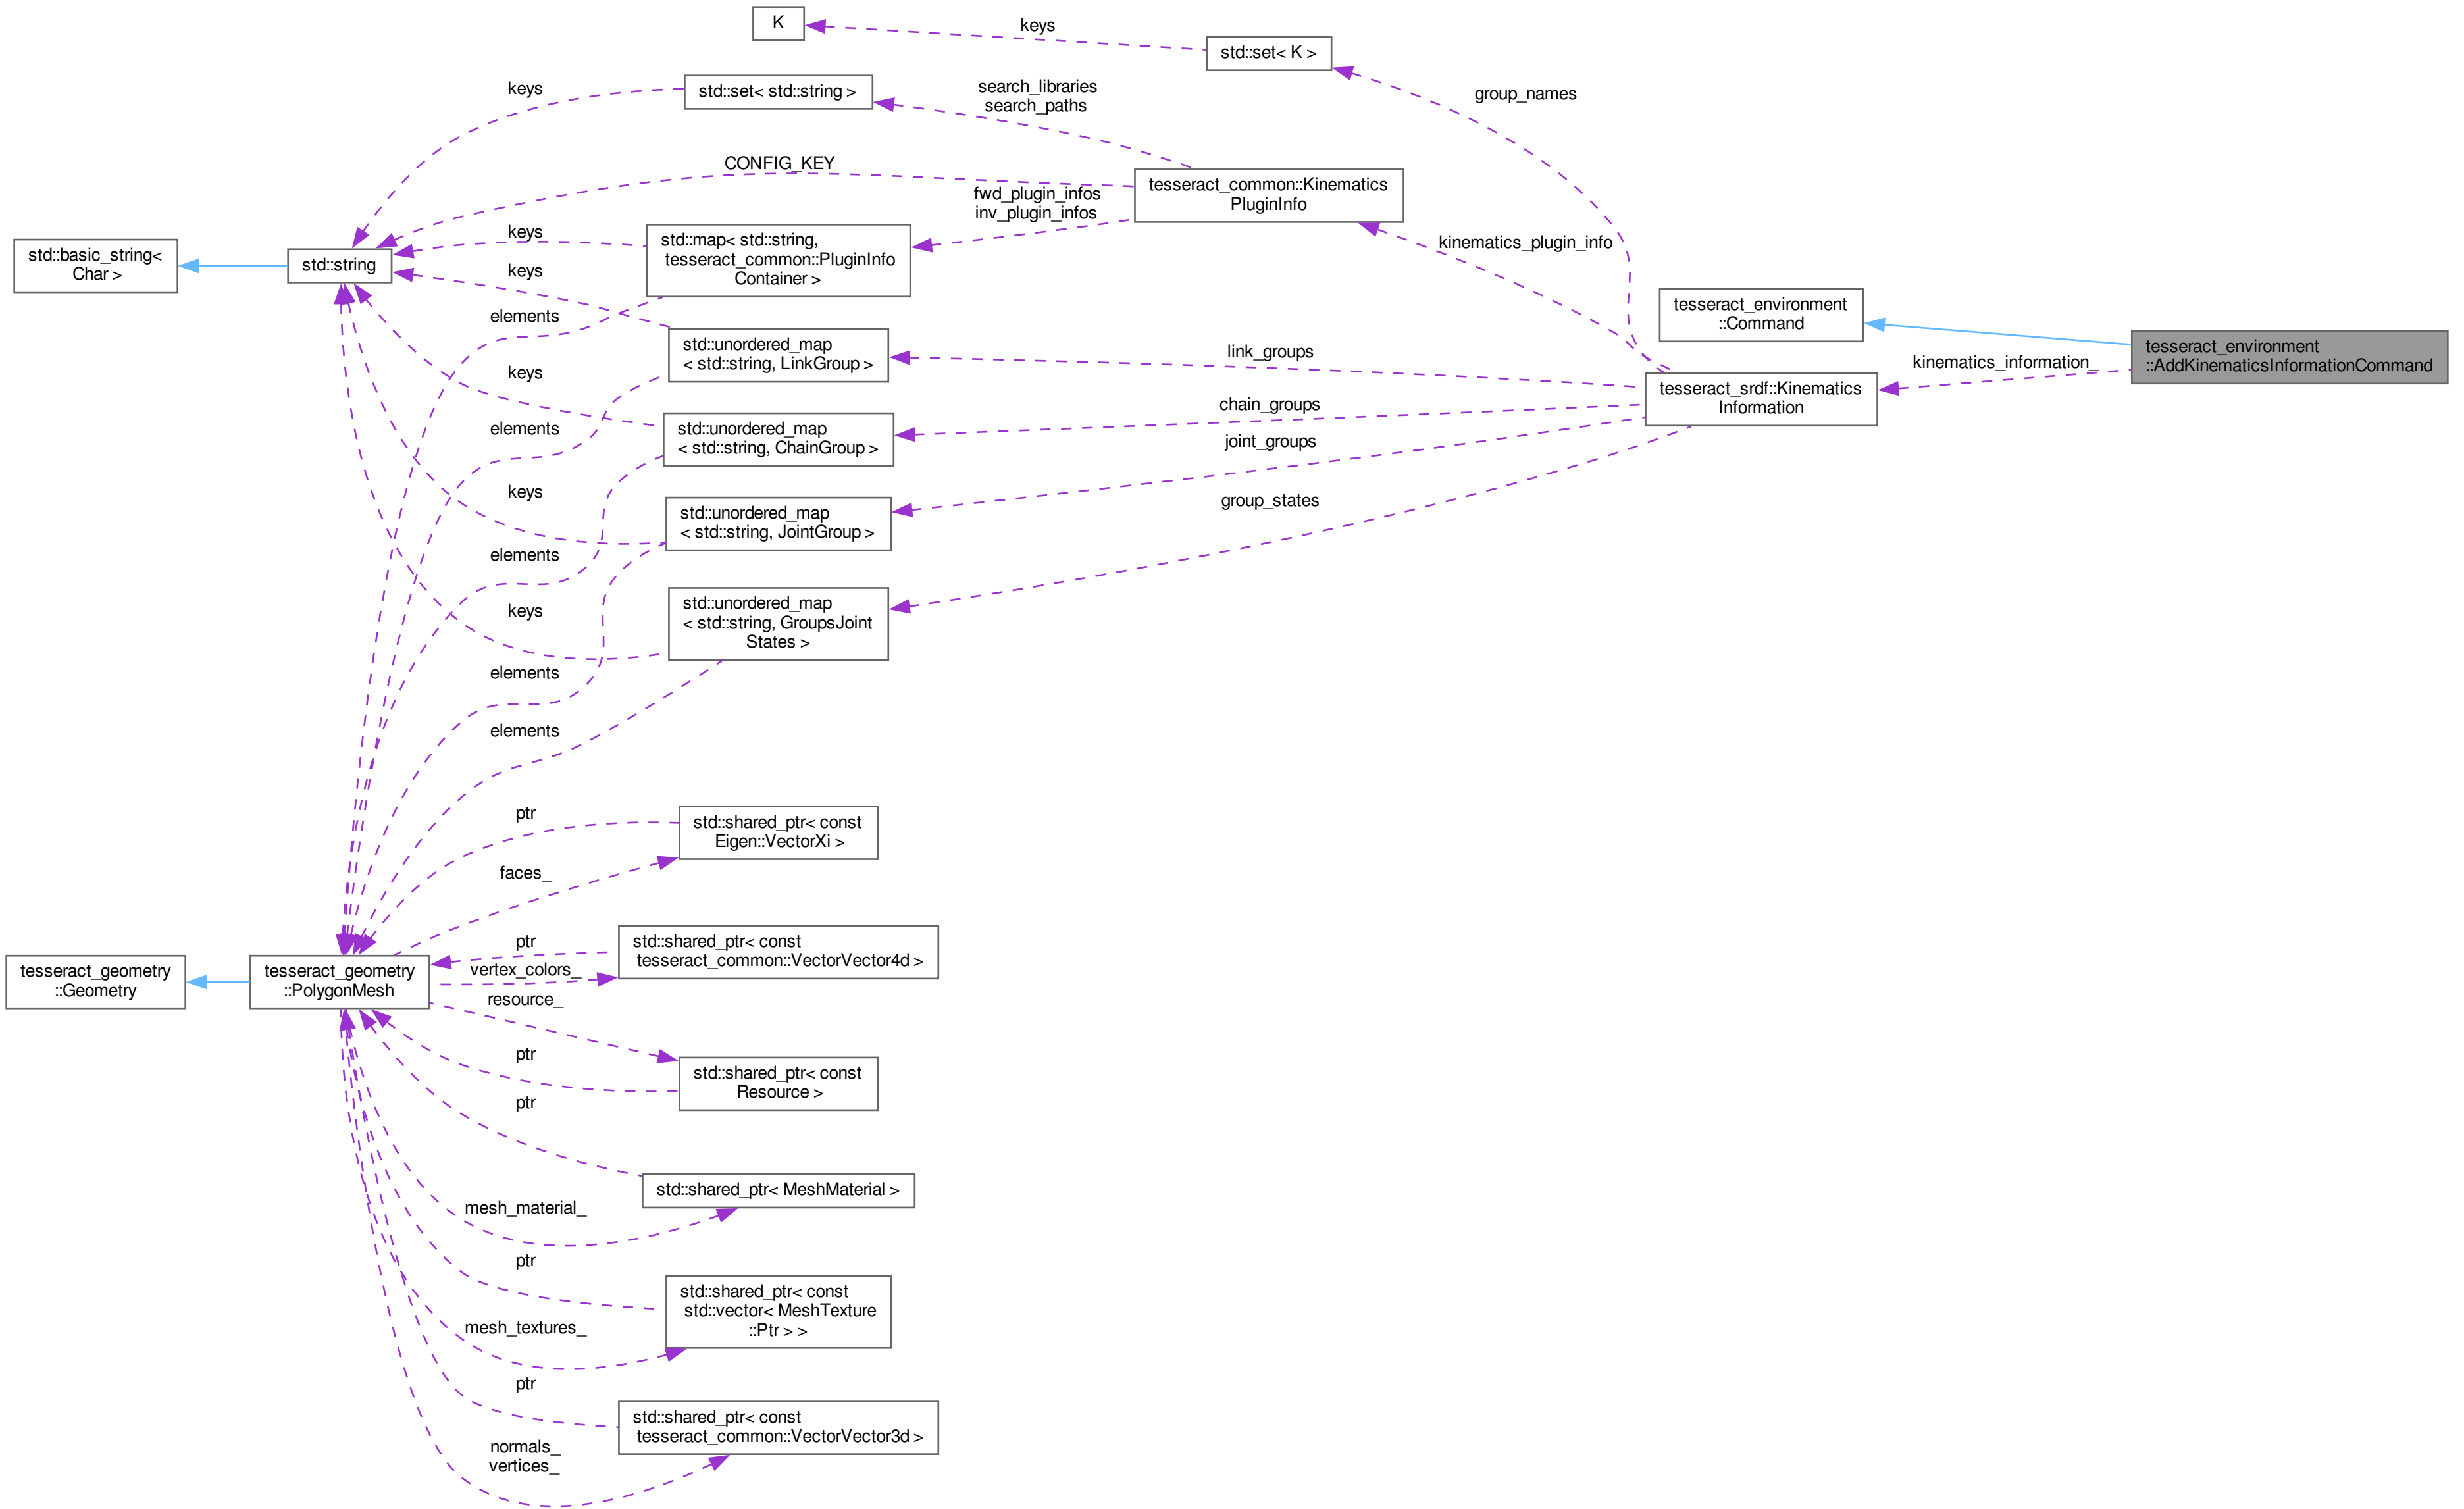 K
keys
std::set< K >
keys
std::set< std::string >
search_libraries
search_paths
group_names
CONFIG_KEY
tesseract_common::Kinematics
PluginInfo
fwd_plugin_infos
inv_plugin_infos
keys
std::map< std::string,
tesseract_common::PluginInfo
Container >
kinematics_plugin_info
std::basic_string<
Char >
std::string
keys
elements
std::unordered_map
< std::string, LinkGroup >
link_groups
tesseract_environment
::Command
tesseract_environment
::AddKinematicsInformationCommand
kinematics_information_
tesseract_srdf::Kinematics
Information
keys
elements
std::unordered_map
< std::string, ChainGroup >
chain_groups
joint_groups
keys
elements
std::unordered_map
< std::string, JointGroup >
group_states
keys
std::unordered_map
< std::string, GroupsJoint
States >
elements
elements
ptr
std::shared_ptr< const
Eigen::VectorXi >
faces_
ptr
std::shared_ptr< const
tesseract_common::VectorVector4d >
vertex_colors_
tesseract_geometry
::Geometry
tesseract_geometry
::PolygonMesh
resource_
ptr
std::shared_ptr< const
Resource >
ptr
std::shared_ptr< MeshMaterial >
mesh_material_
ptr
std::shared_ptr< const
std::vector< MeshTexture
::Ptr > >
mesh_textures_
ptr
std::shared_ptr< const
tesseract_common::VectorVector3d >
normals_
vertices_